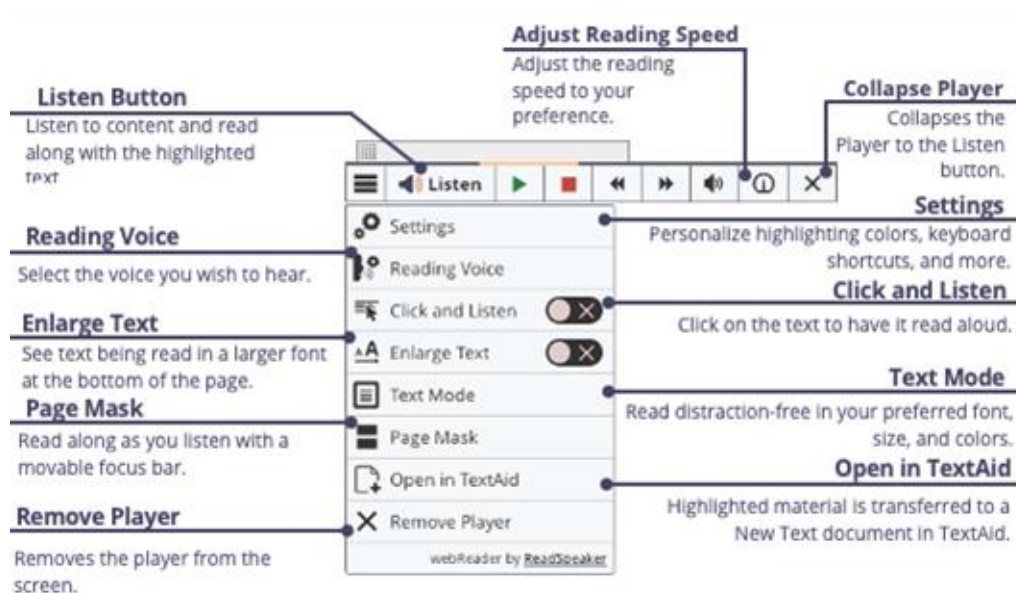 Adjust Reading Speed
Adjust the reading
speed to your
preference.
Listen Button
Listen to content and read
along with the highlighted
text
Collapse Player
Collapses the
Player to the Listen
button.
Listen
Settings
Personalize highlighting colors, keyboard
shortcuts, and more.
Reading Voice
Select the voice you wish to hear.
Click and Listen
Click on the text to have it read aloud.
Enlarge Text
See text being read in a larger font
at the bottom of the page.
Text Mode
Read distraction-free in your preferred font,
size, and colors.
Page Mask
Read along as you listen with a
movable focus bar.
Open in TextAid
Highlighted material is transferred to a
New Text document in TextAid.
Remove Player
Removes the player from the
screen.
Settings
Reading Voice
Click and Listen
Enlarge Text
AA
Text Mode
Page Mask
Open in TextAid
Remove Player
webReader by ReadSpeaker